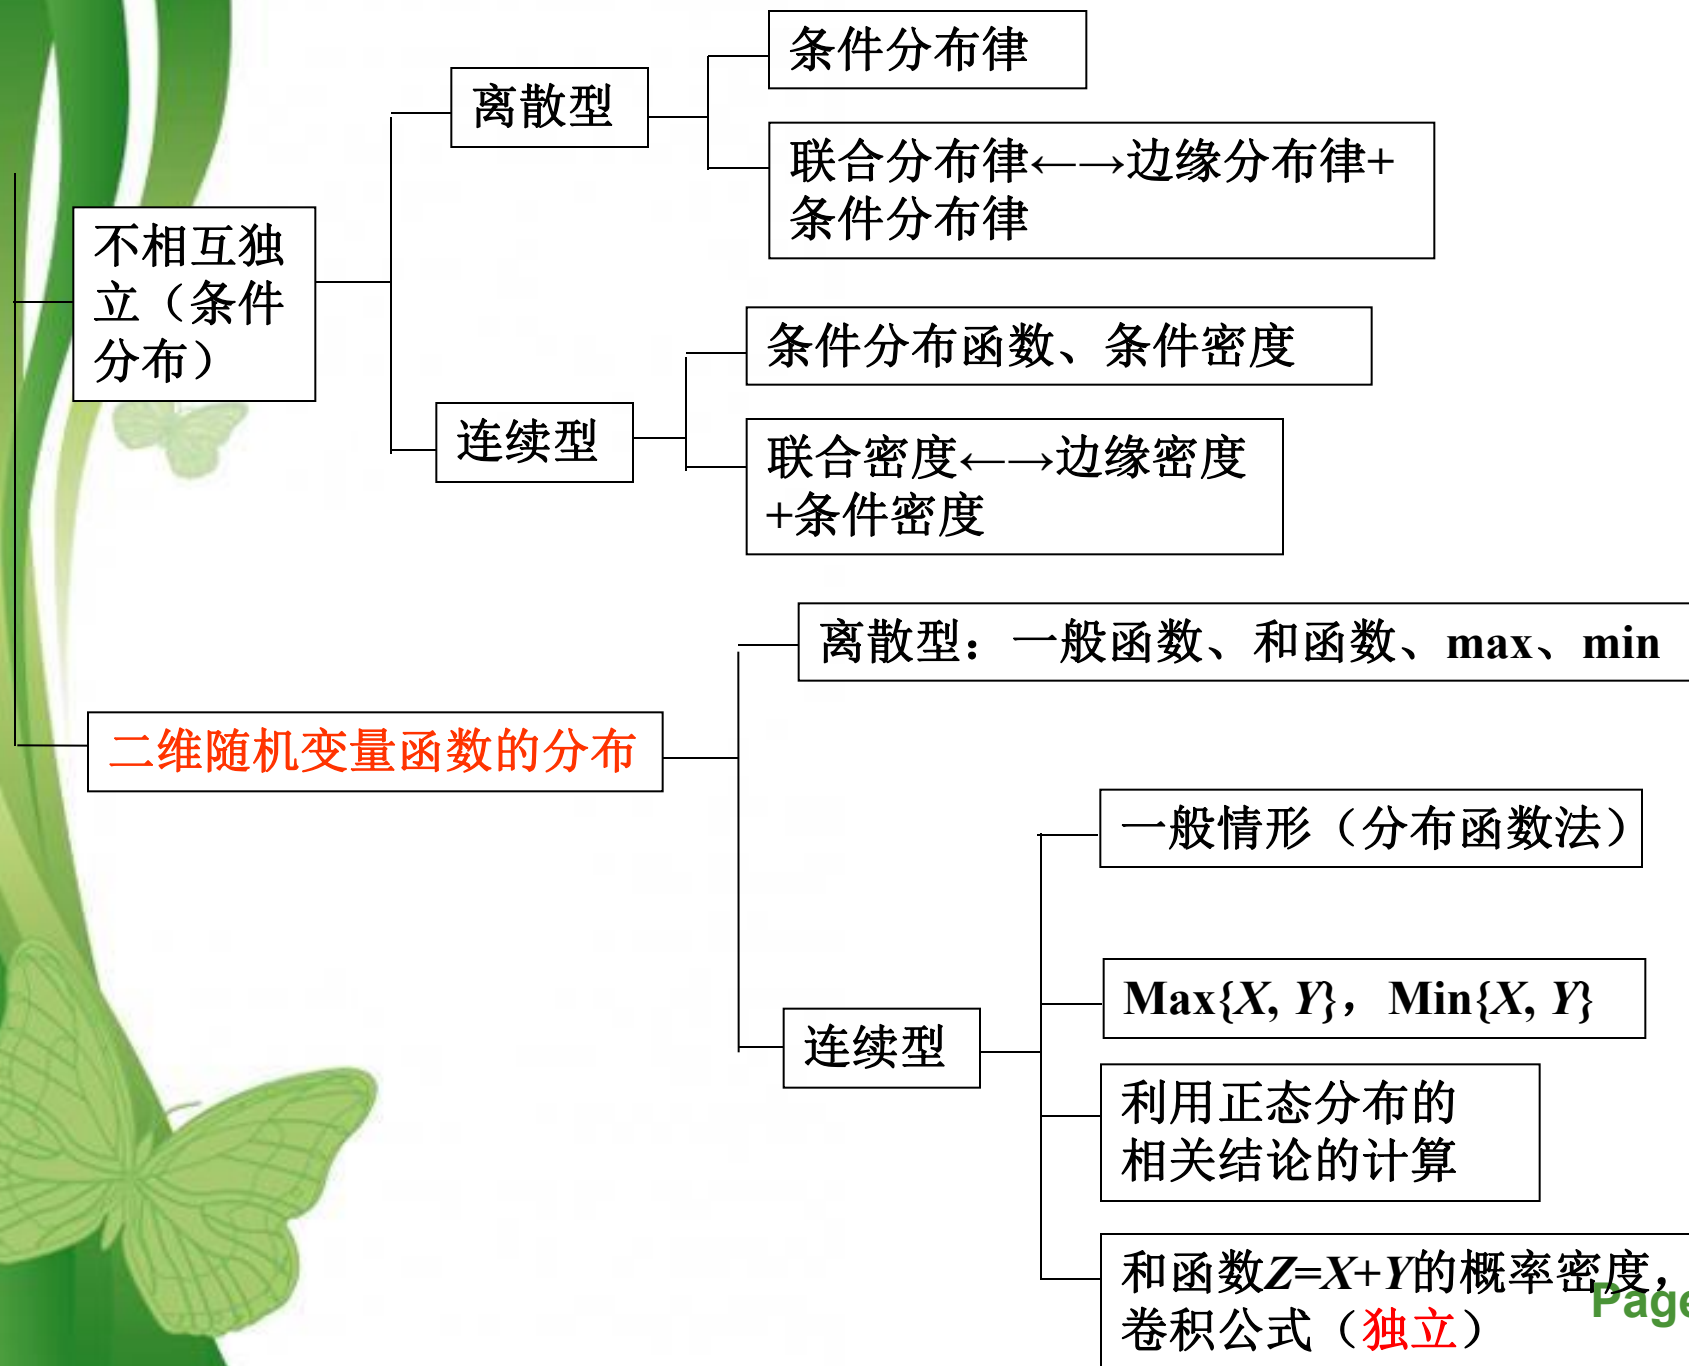 条件分布律
离散型
联合分布律←→边缘分布律+
条件分布律
不相互独
立（条件
分布）
条件分布函数、条件密度
连续型
联合密度←→边缘密度
+条件密度
离散型：一般函数、和函数、max、min
二维随机变量函数的分布
一般情形（分布函数法）
Max{X, Y}，Min{X, Y}
连续型
利用正态分布的
相关结论的计算
和函数Z=X+Y的概率密度，
卷积公式（独立）
Page